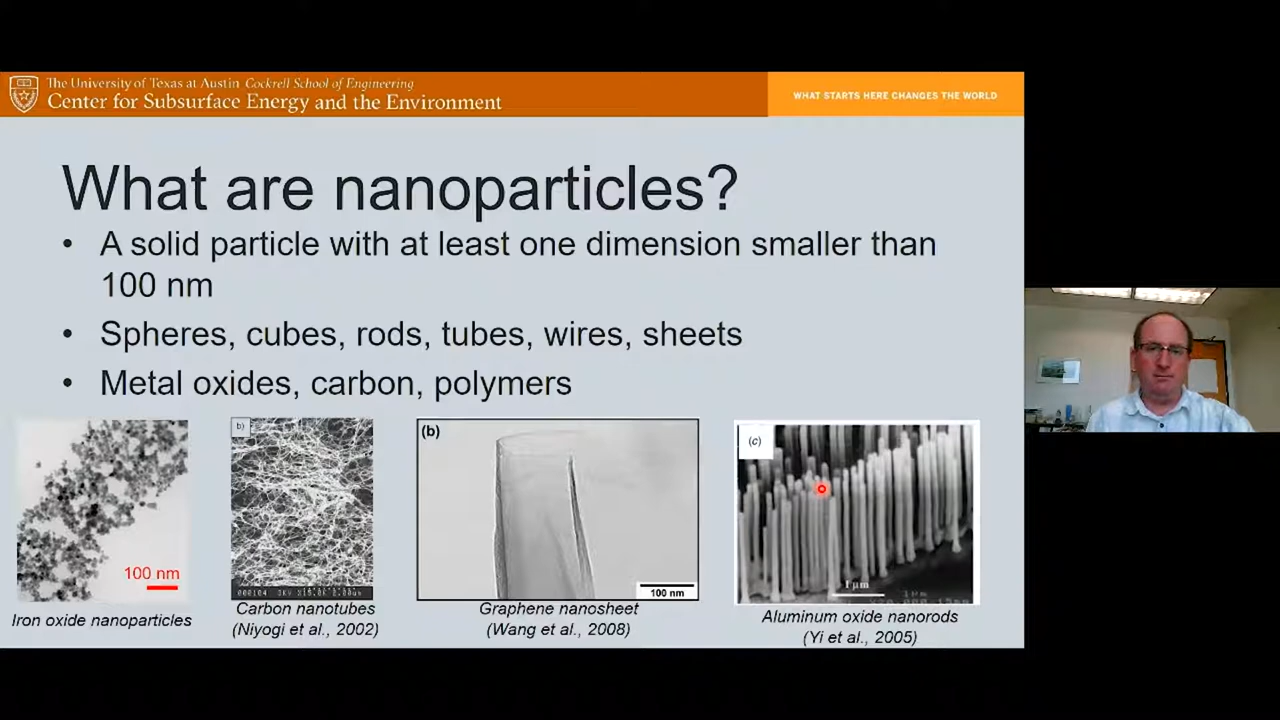 The University of Texas at Austin Cockrell School of Engineering
Center for Subsurface Energy and the Environment
WHAT STARTS HERE CHANGES THE WORLD
What are nanoparticles?
• A solid particle with at least one dimension smaller than
100 nm
• Spheres, cubes, rods, tubes, wires, sheets
• Metal oxides, carbon, polymers
100 nm
Iron oxide nanoparticles
b)
Carbon nanotubes
(Niyogi et al., 2002)
(b)
100 nm
Graphene nanosheet
(Wang et al., 2008)
(c)
1μm
Aluminum oxide nanorods
(Yi et al., 2005)